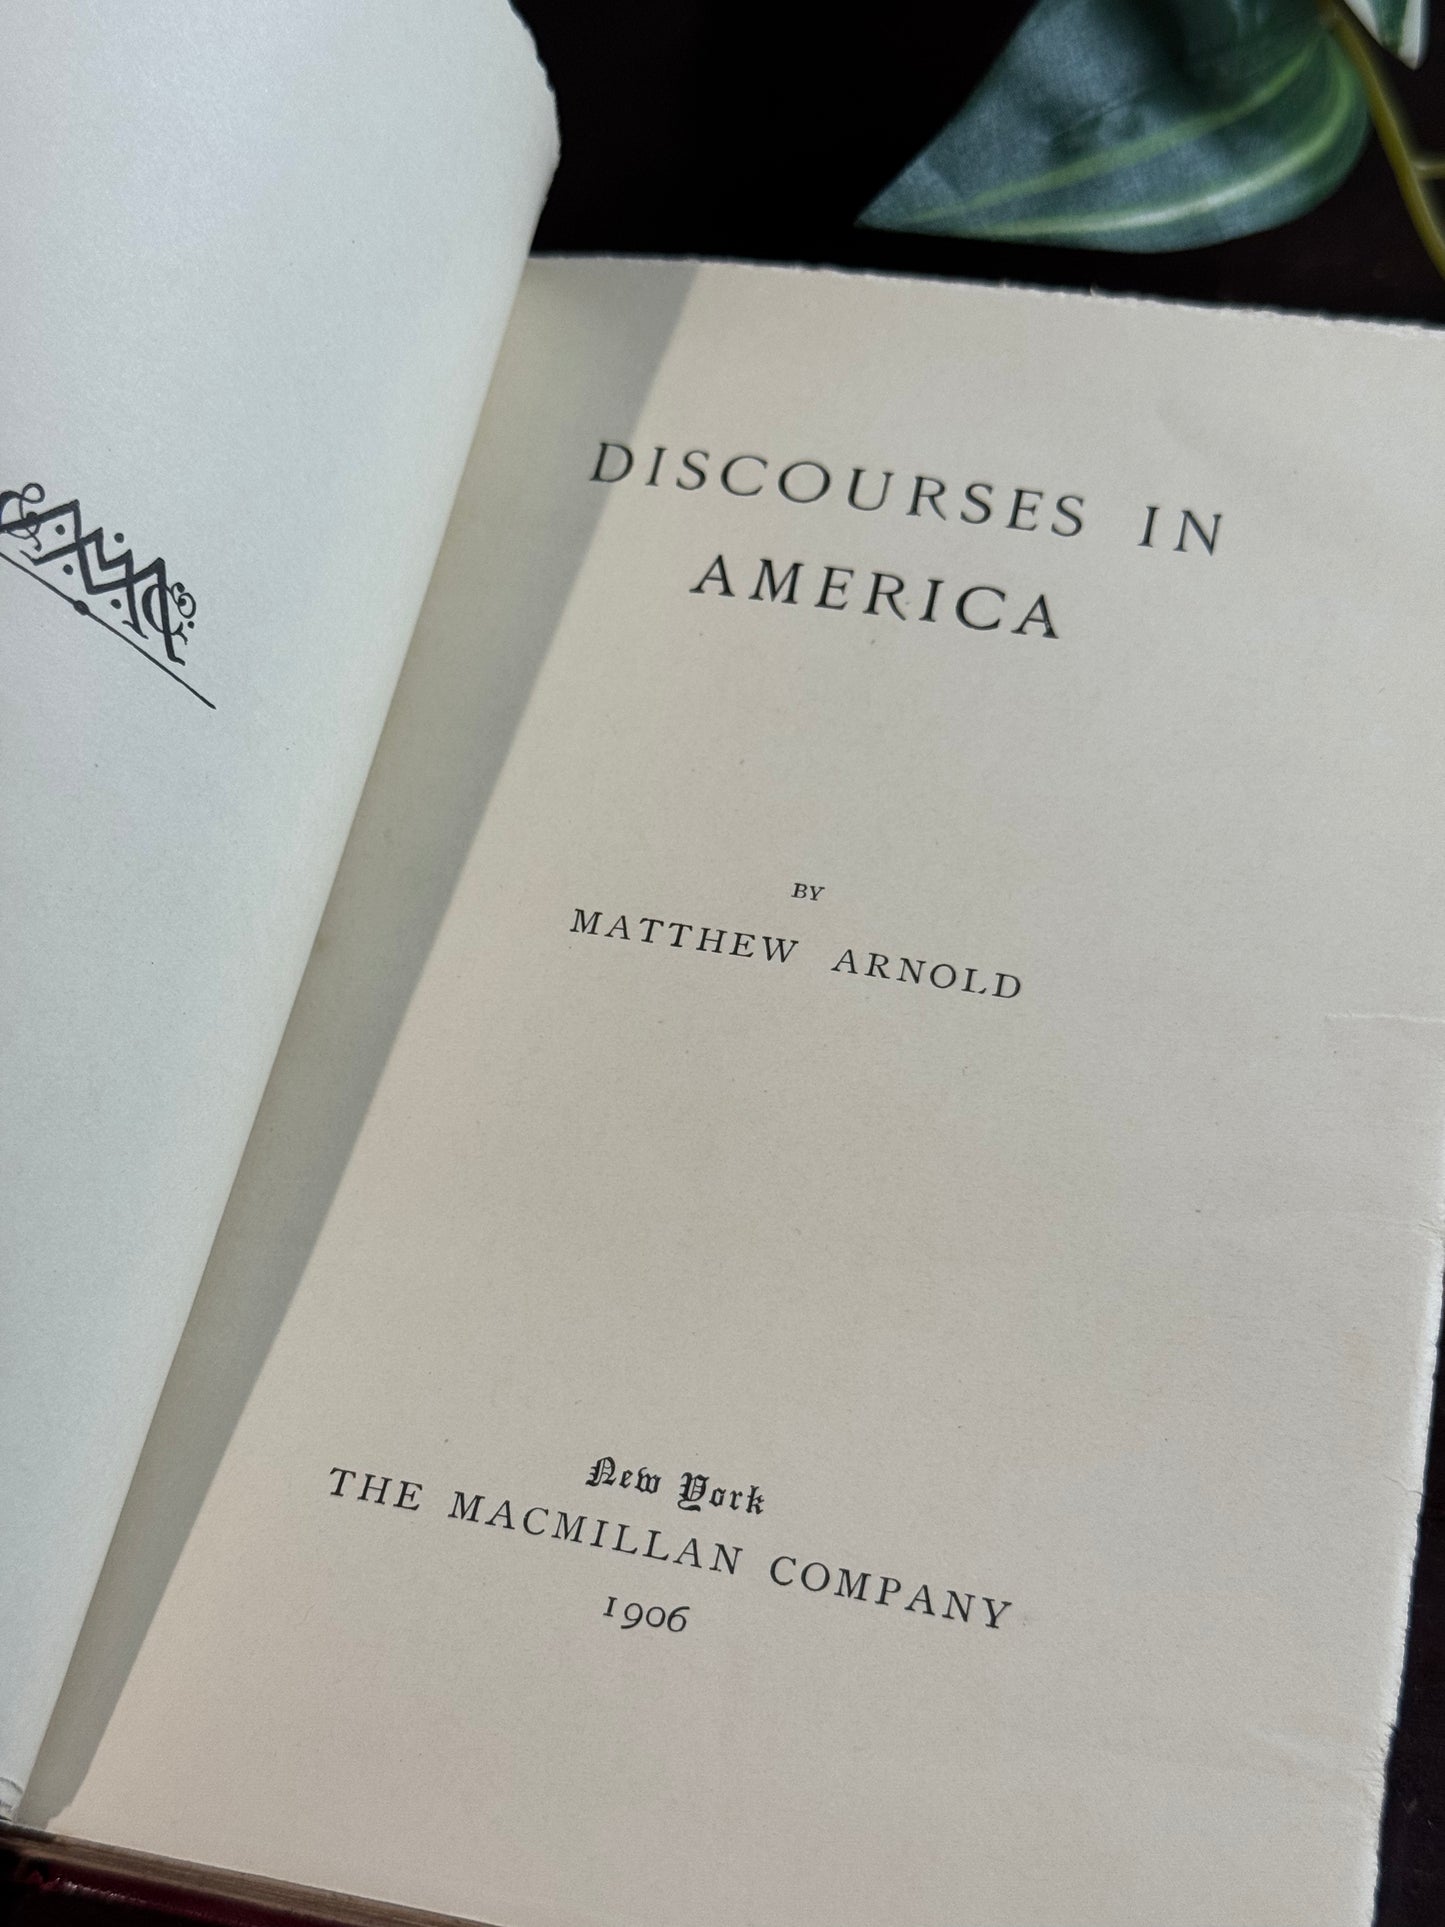 DISCOURSES IN
AMERICA
BY
MATTHEW ARNOLD
New York
THE MACMILLAN COMPANY
1906